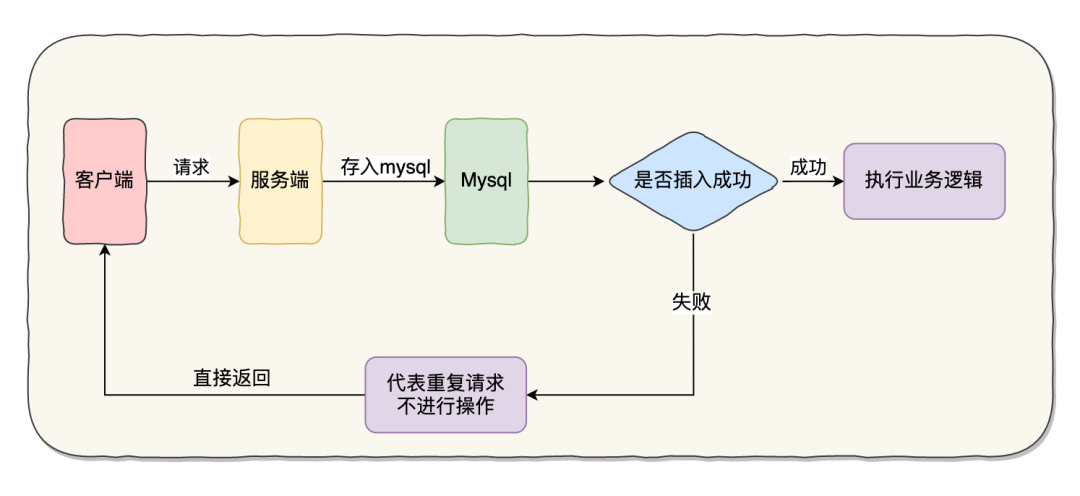 客户端
请求
服务端
存入mysql
Mysql
是否插入成功
成功
执行业务逻辑
失败
代表重复请求
不进行操作
直接返回